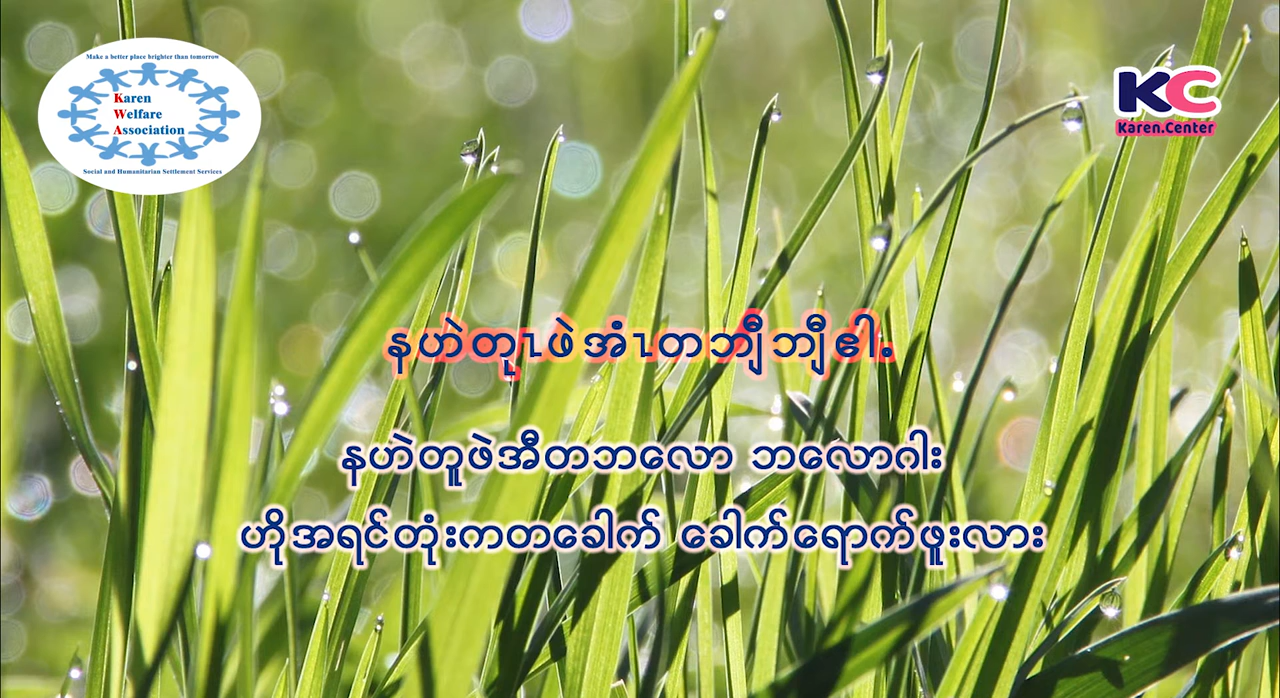 Make a better place brighter than tomorrow
Karen
Welfare
Association
Social and Humanitarian Settlement Services
KC
Karen.Center
နဟဲတုၤဖဲအံၤတဘျီဘျီဧါ.
နဟဲတူဖဲအီတဘလော ဘလောဂါး
ဟိုအရင်တုံးကတခေါက် ခေါက်ရောက်ဖူးလား